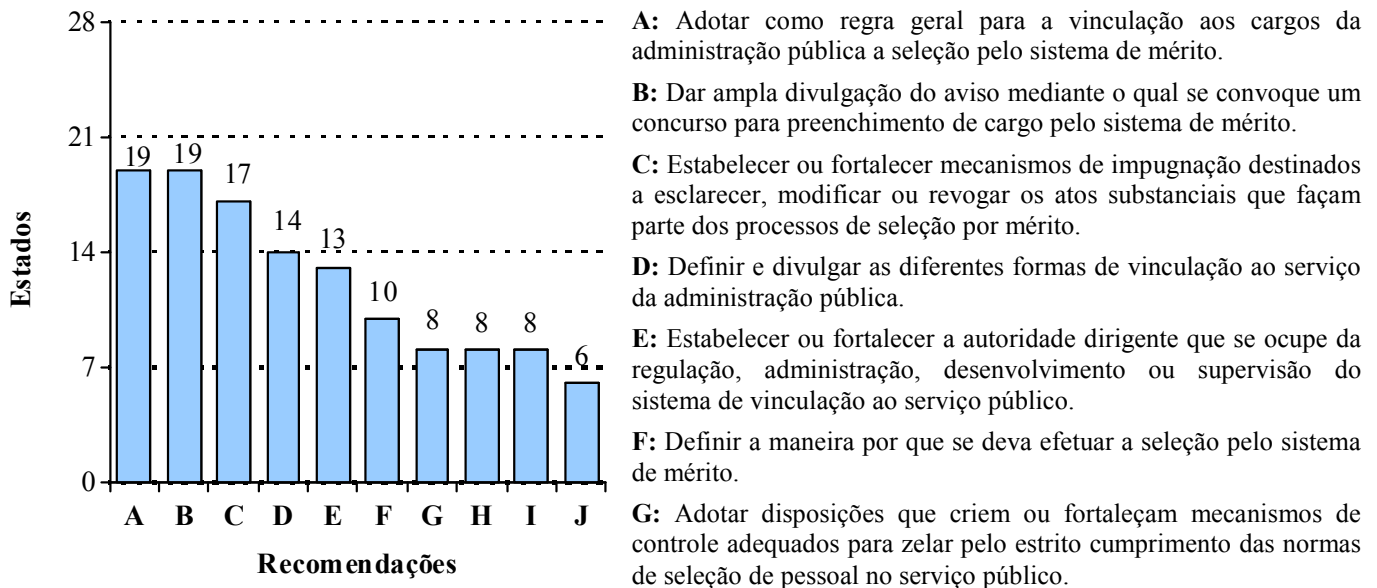 28
21
14
7
0
19
19
17
14
13
10
8
8
8
6
Estados
A B C D E F G H I J
Recomendações
A: Adotar como regra geral para a vinculação aos cargos da
administração pública a seleção pelo sistema de mérito.
B: Dar ampla divulgação do aviso mediante o qual se convoque um
concurso para preenchimento de cargo pelo sistema de mérito.
C: Estabelecer ou fortalecer mecanismos de impugnação destinados
a esclarecer, modificar ou revogar os atos substanciais que façam
parte dos processos de seleção por mérito.
D: Definir e divulgar as diferentes formas de vinculação ao serviço
da administração pública.
E: Estabelecer ou fortalecer a autoridade dirigente que se ocupe da
regulação, administração, desenvolvimento ou supervisão do
sistema de vinculação ao serviço público.
F: Definir a maneira por que se deva efetuar a seleção pelo sistema
de mérito.
G: Adotar disposições que criem ou fortaleçam mecanismos de
controle adequados para zelar pelo estrito cumprimento das normas
de seleção de pessoal no serviço público.